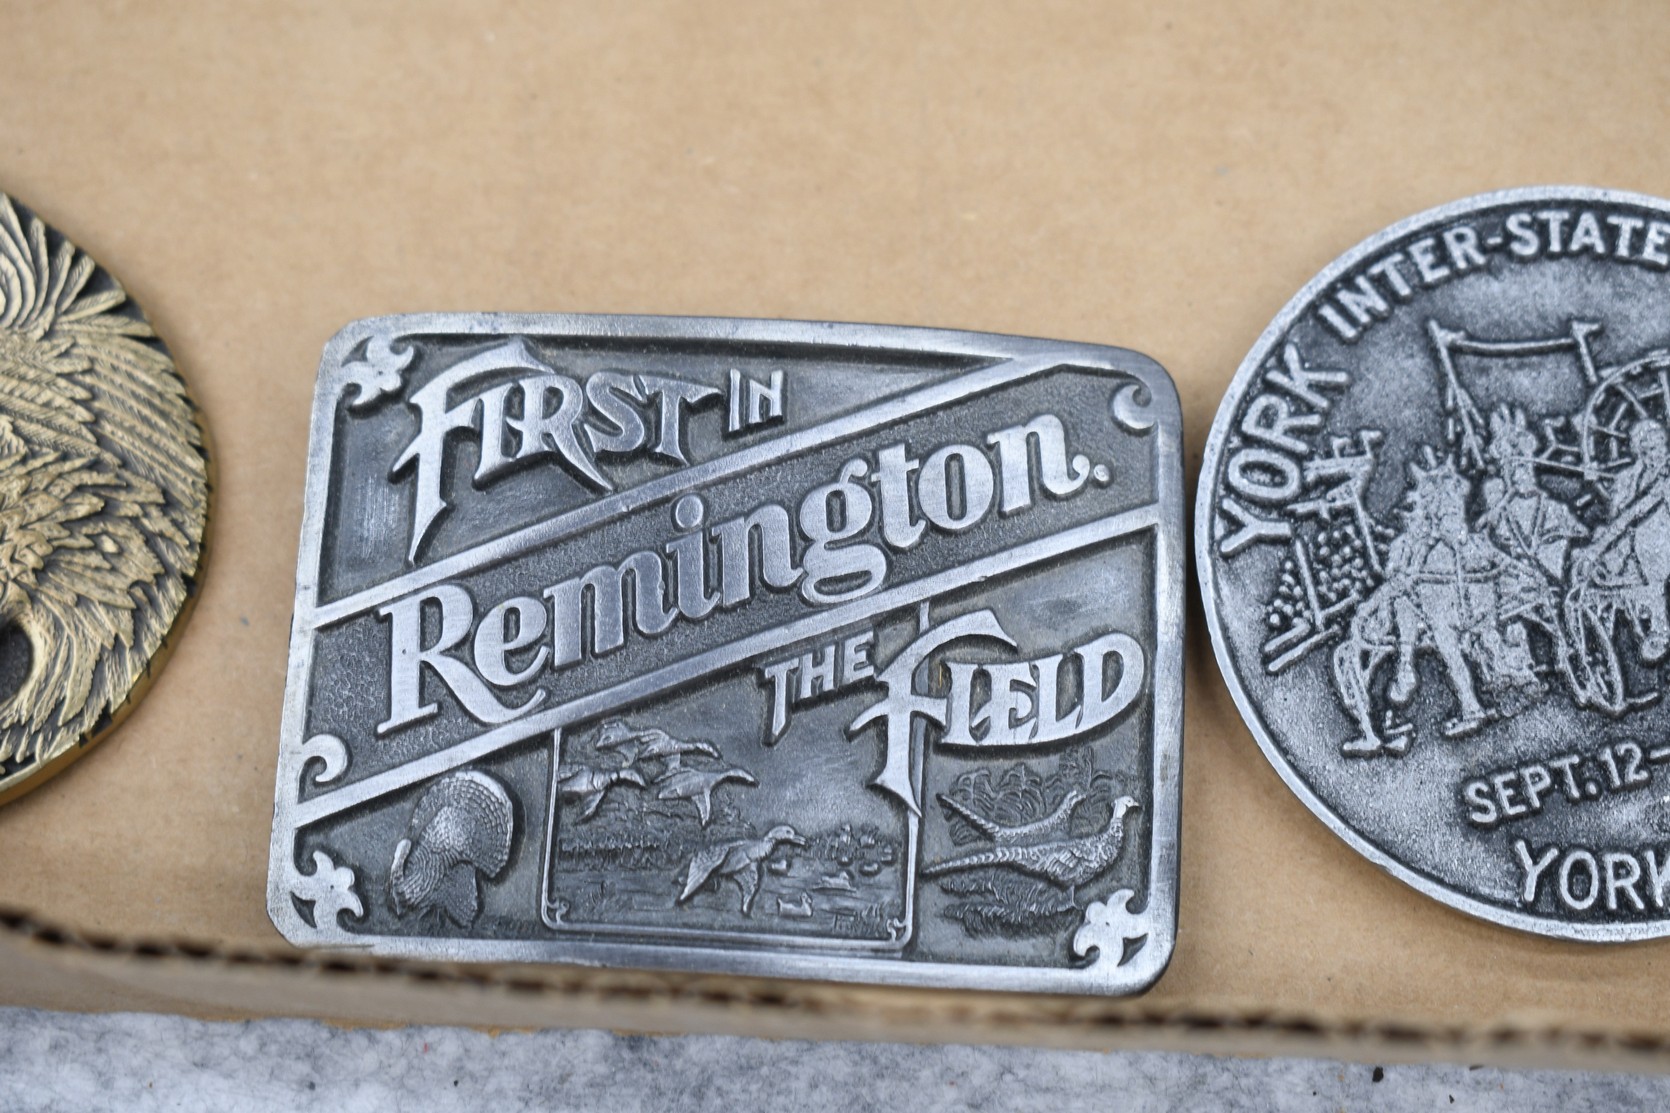 FIRST IN
Remington.
THE FIELD
YORK INTER-STATE
SEPT. 12-
YORK